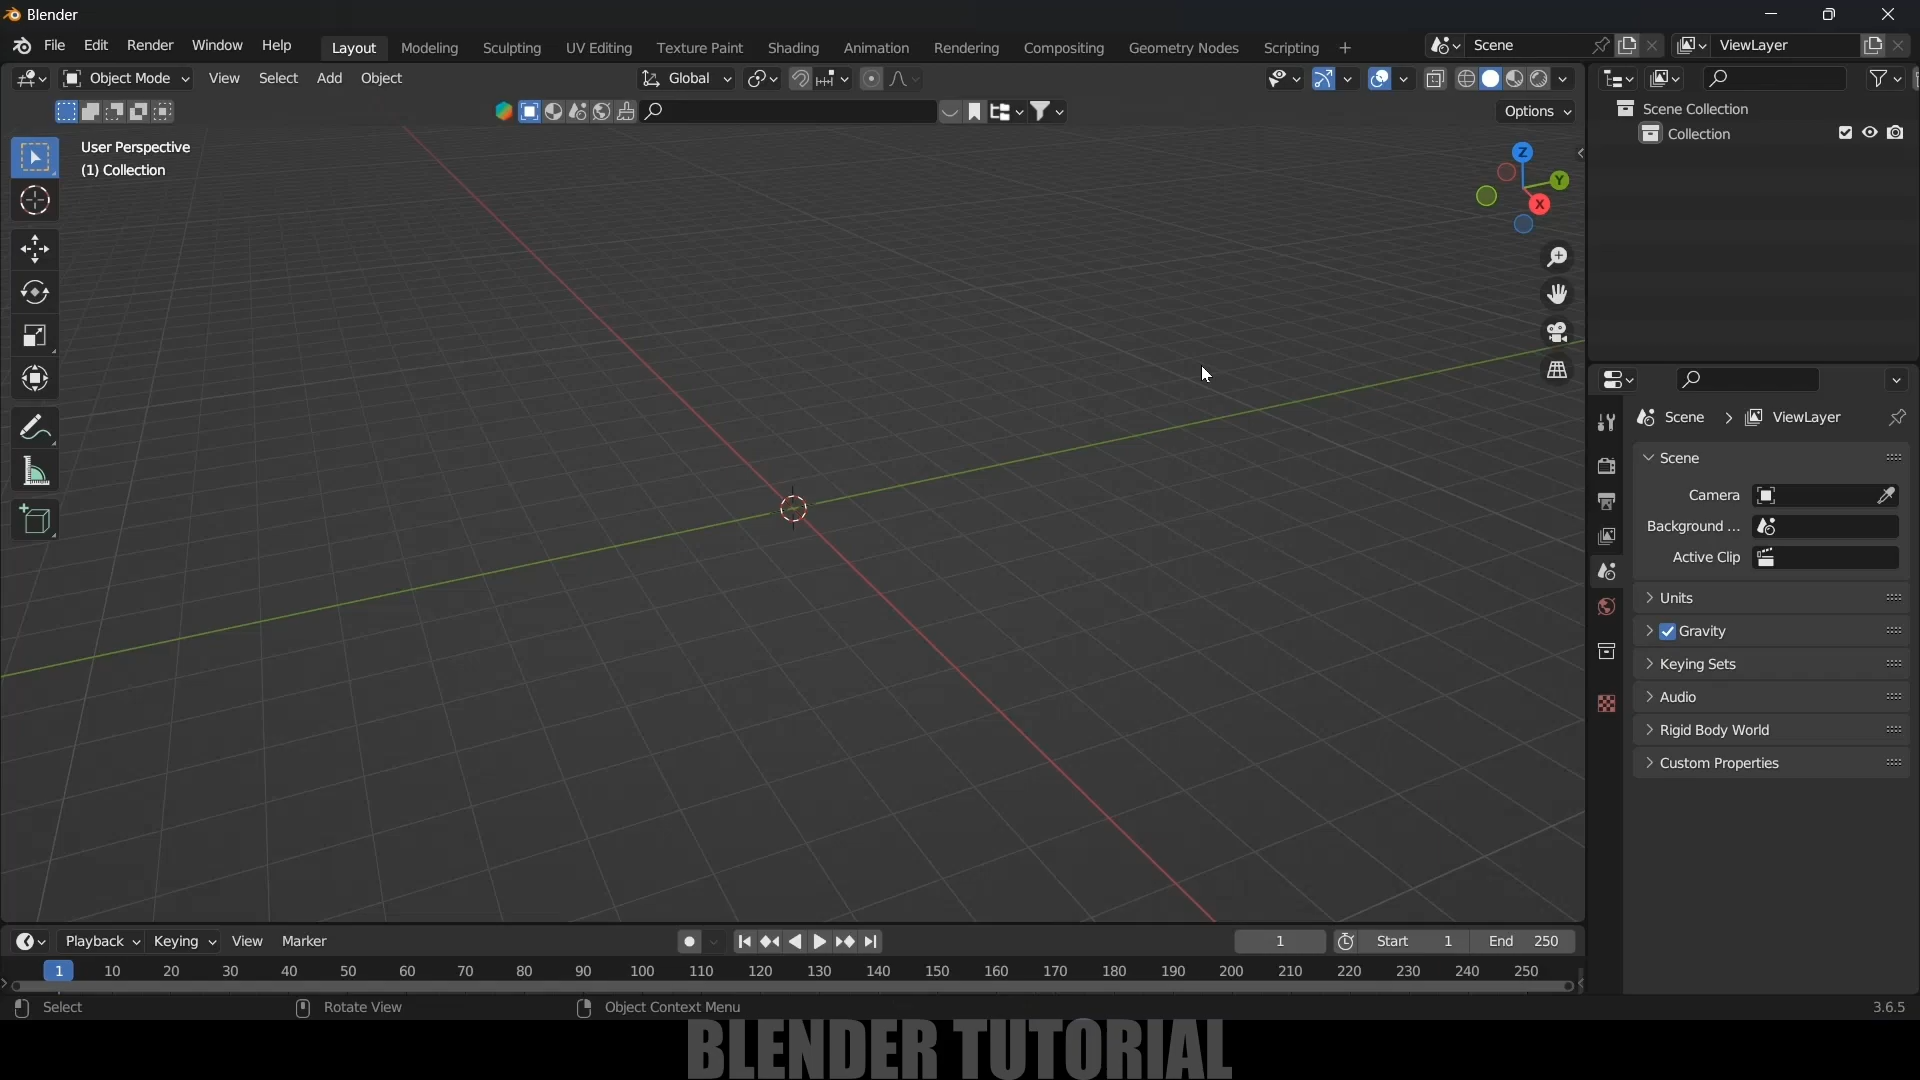 Blender
File Edit Render Window Help Layout Modeling Sculpting UV Editing Texture Paint Shading Animation Rendering Compositing Geometry Nodes Scripting + Scene ViewLayer
Object Mode View Select Add Object Global
Options
User Perspective
(1) Collection
Z
Y
X
Scene Collection
Collection
Scene > ViewLayer
Scene
Camera
Background ...
Active Clip
Units
Gravity
Keying Sets
Audio
Rigid Body World
Custom Properties
Playback Keying View Marker 1 Start 1 End 250
1 10 20 30 40 50 60 70 80 90 100 110 120 130 140 150 160 170 180 190 200 210 220 230 240 250
Select Rotate View Object Context Menu 3.6.5
BLENDER TUTORIAL